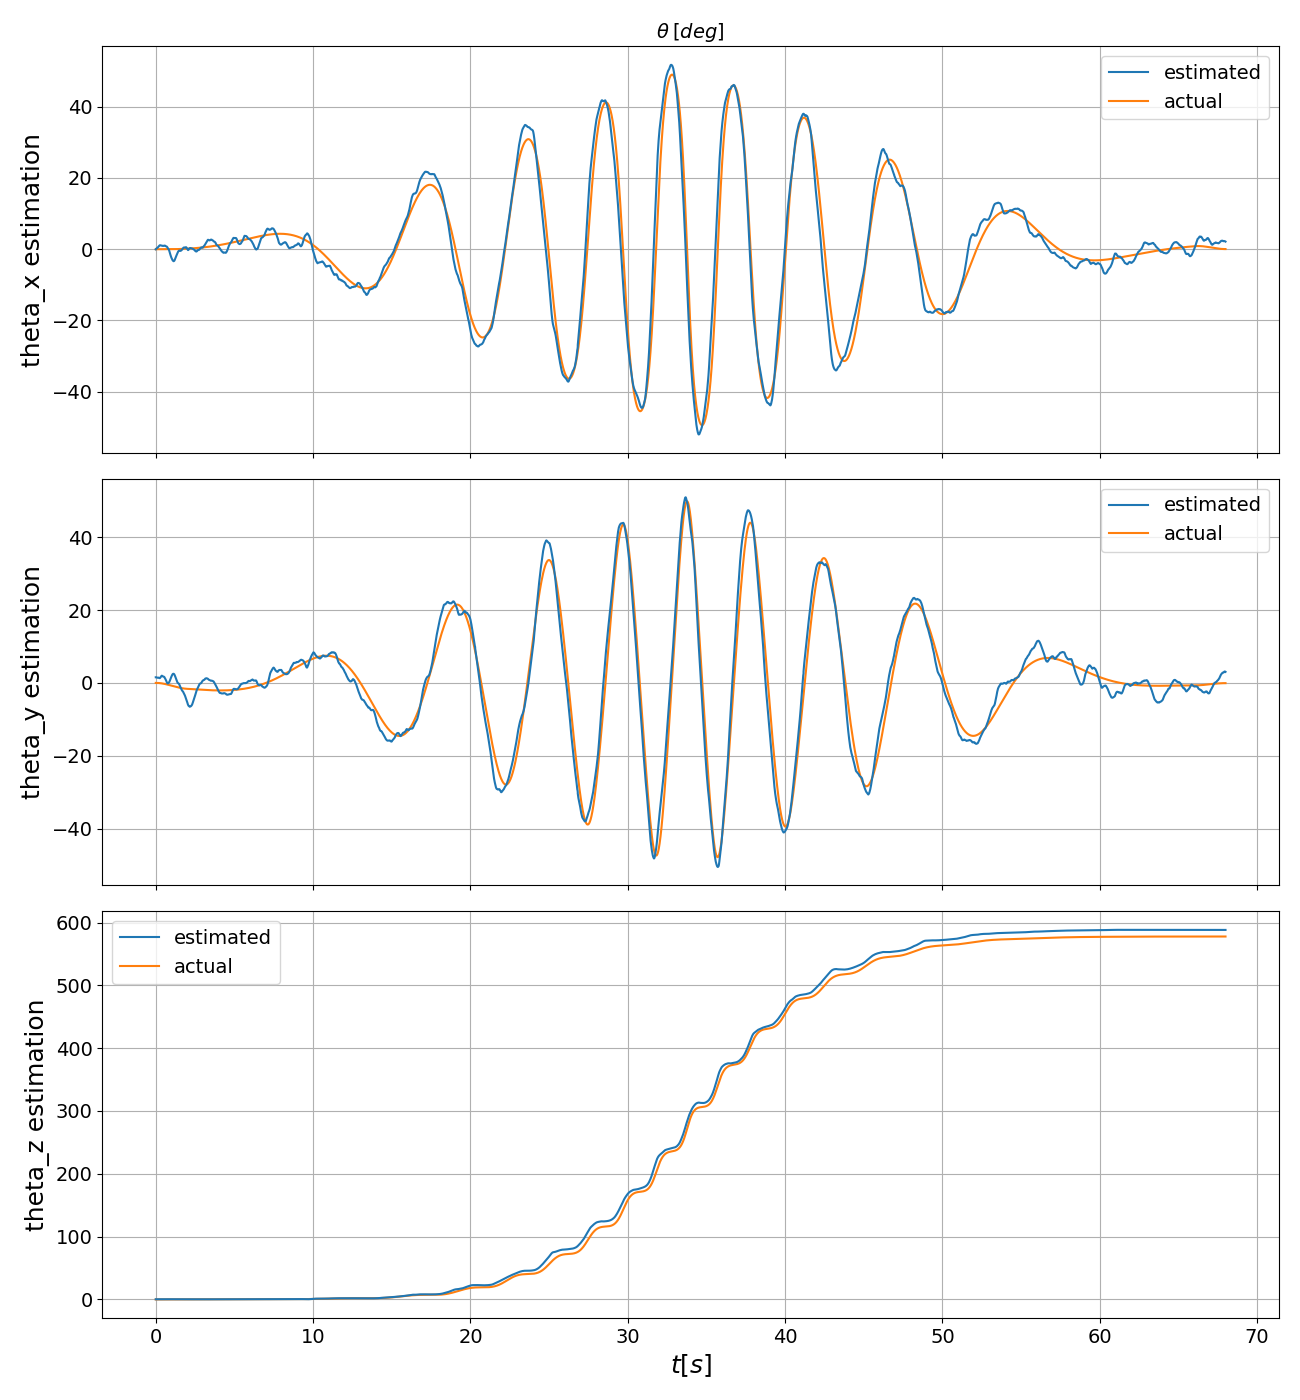 θ [deg]
theta_x estimation
40
20
0
−20
−40
estimated
actual
theta_y estimation
40
20
0
−20
−40
estimated
actual
theta_z estimation
600
500
400
300
200
100
0
estimated
actual
0 10 20 30 40 50 60 70
t[s]